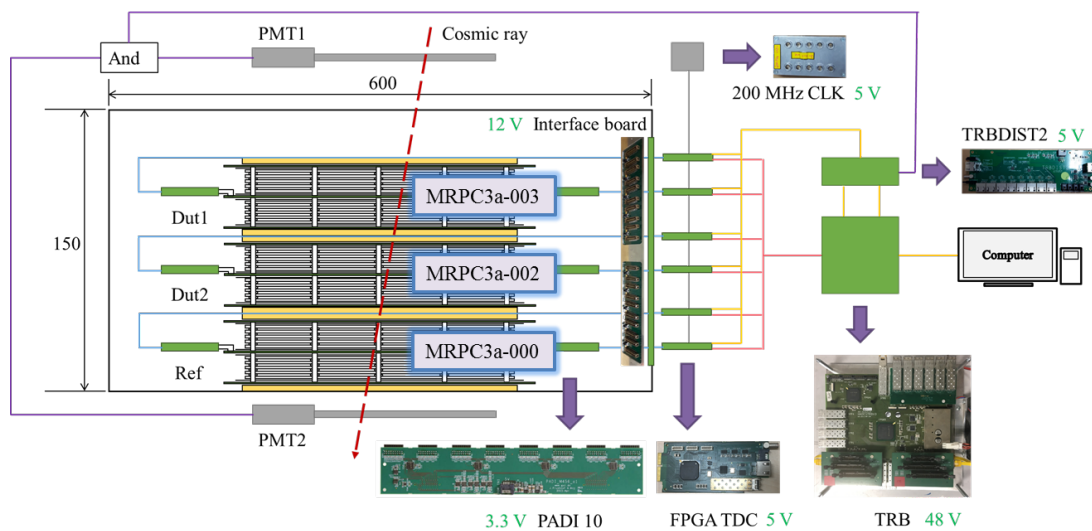 PMT1
Cosmic ray
And
600
200 MHz CLK 5 V
12 V Interface board
TRBDIST2 5 V
MRPC3a-003
Dut1
150
MRPC3a-002
Dut2
Computer
MRPC3a-000
Ref
PMT2
3.3 V PADI 10
FPGA TDC 5 V
TRB 48 V